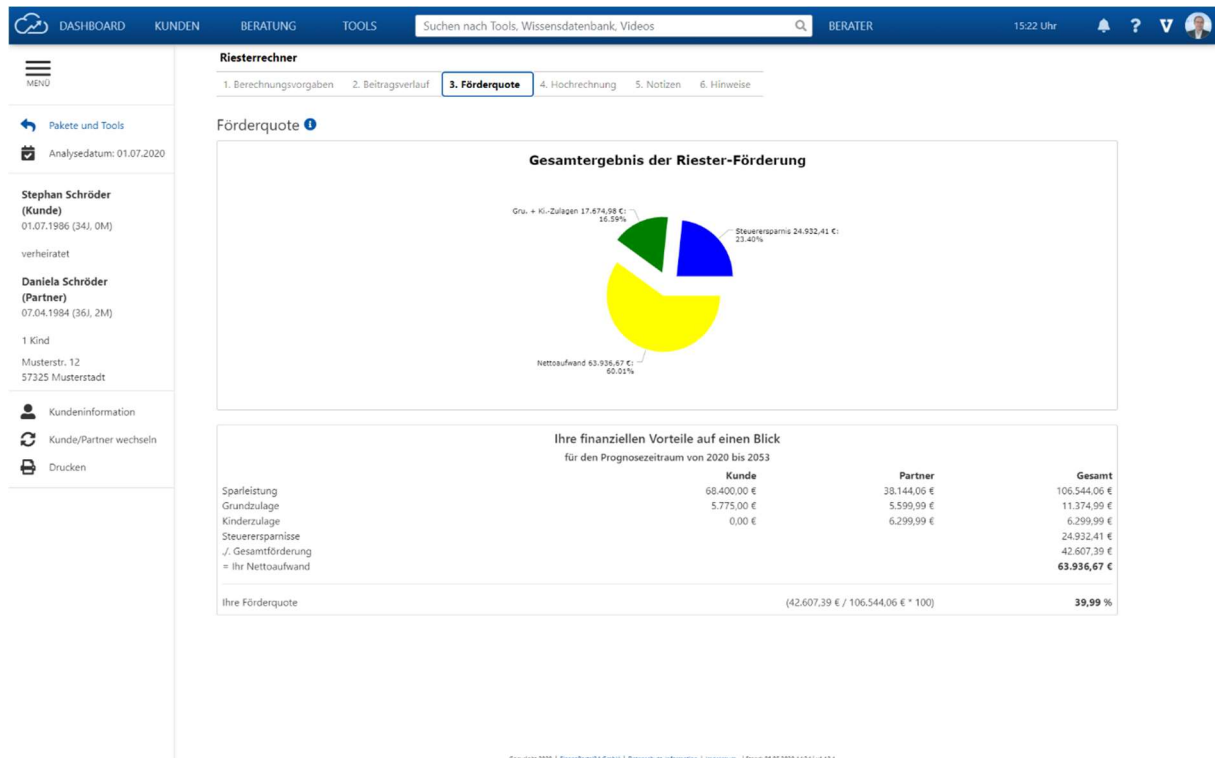 DASHBOARD KUNDEN BERATUNG TOOLS Suchen nach Tools, Wissensdatenbank, Videos BERATER 15:22 Uhr ? V
MENÜ
Pakete und Tools
Analysedatum: 01.07.2020
Stephan Schröder
(Kunde)
01.07.1986 (34J, 0M)
verheiratet
Daniela Schröder
(Partner)
07.04.1984 (36J, 2M)
1 Kind
Musterstr. 12
57325 Musterstadt
Kundeninformation
Kunde/Partner wechseln
Drucken
Riesterrechner
1. Berechnungsvorgaben 2. Beitragsverlauf 3. Förderquote 4. Hochrechnung 5. Notizen 6. Hinweise
Förderquote
Gesamtergebnis der Riester-Förderung
Gru. + Ki.-Zulagen 17.674,98 €:
16.59%
Steuerersparnis 24.932,41 €:
23.40%
Nettoaufwand 63.936,67 €:
60.01%
Ihre finanziellen Vorteile auf einen Blick
für den Prognosezeitraum von 2020 bis 2053
Kunde Partner Gesamt
Sparleistung 68.400,00 € 38.144,06 € 106.544,06 €
Grundzulage 5.775,00 € 5.599,99 € 11.374,99 €
Kinderzulage 0,00 € 6.299,99 € 6.299,99 €
Steuerersparnisse 24.932,41 €
./. Gesamtförderung 42.607,39 €
= Ihr Nettoaufwand 63.936,67 €
Ihre Förderquote (42.607,39 € / 106.544,06 € * 100) 39,99 %